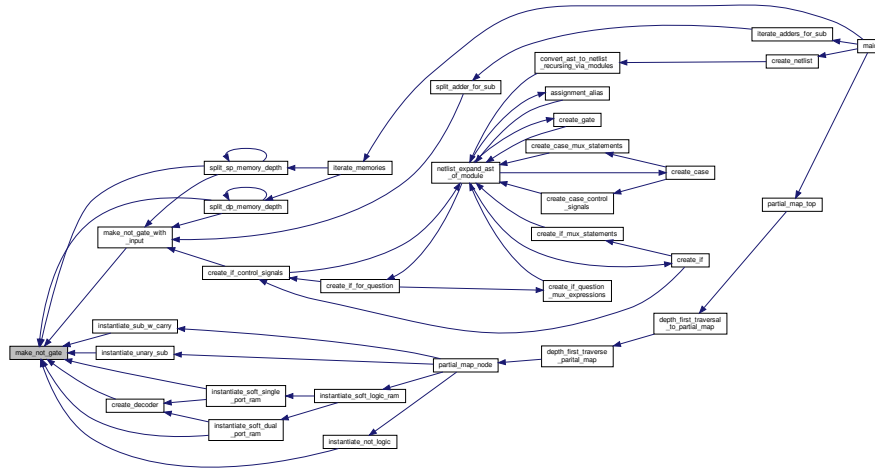 iterate_adders_for_sub
main
convert_ast_to_netlist
_recursing_via_modules
create_netlist
split_adder_for_sub
assignment_alias
create_gate
create_case_mux_statements
split_sp_memory_depth
iterate_memories
netlist_expand_ast
_of_module
create_case
create_case_control
_signals
split_dp_memory_depth
partial_map_top
make_not_gate_with
_input
create_if_mux_statements
create_if_control_signals
create_if
create_if_for_question
create_if_question
_mux_expressions
instantiate_sub_w_carry
depth_first_traversal
_to_partial_map
make_not_gate
instantiate_unary_sub
depth_first_traverse
_parital_map
partial_map_node
instantiate_soft_single
_port_ram
instantiate_soft_logic_ram
create_decoder
instantiate_soft_dual
_port_ram
instantiate_not_logic